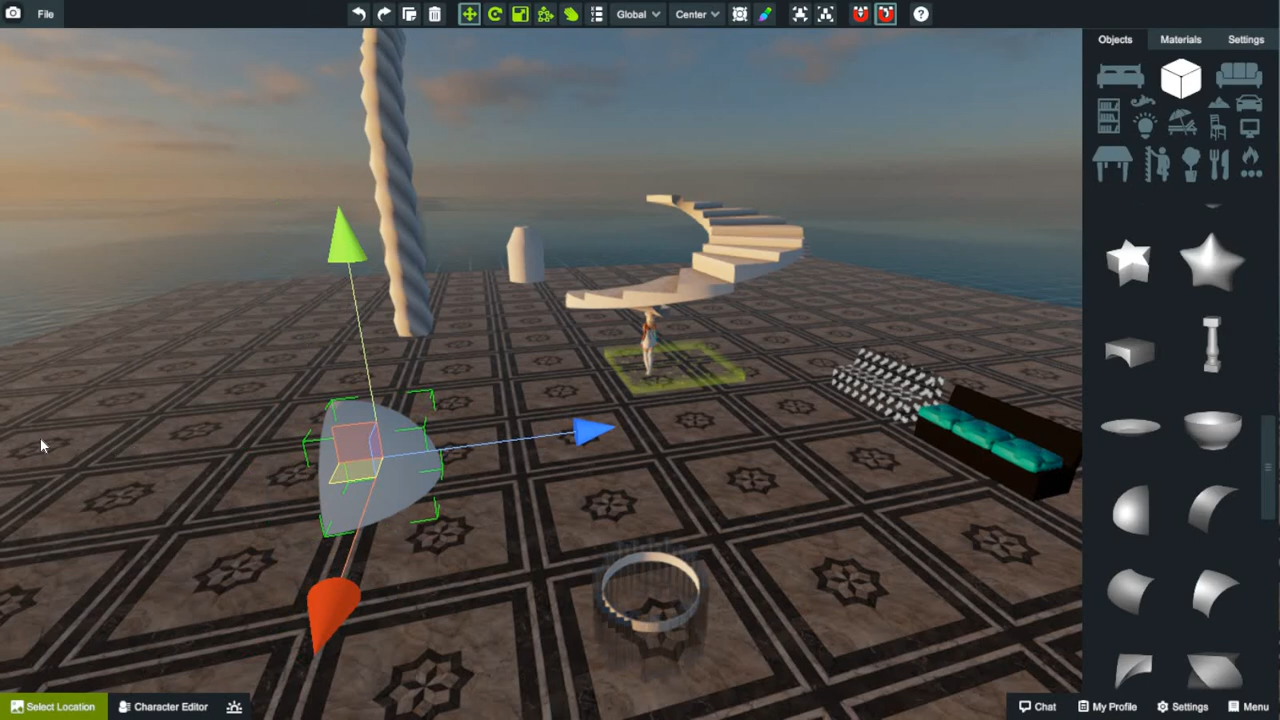 File
Global
Center
?
Objects
Materials
Settings
Select Location
Character Editor
Chat
My Profile
Settings
Menu